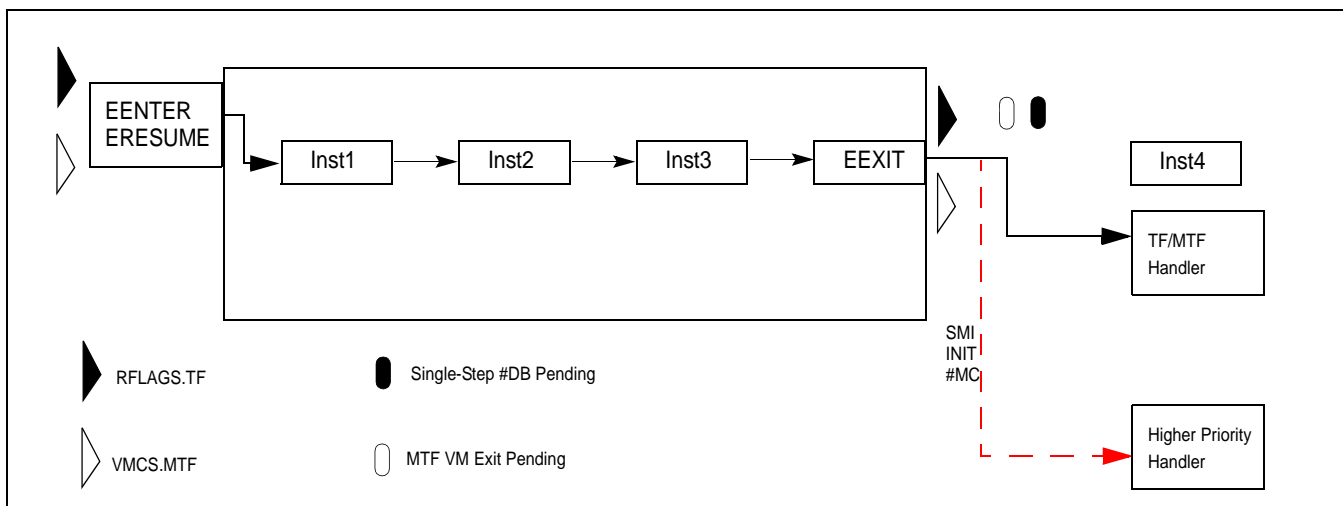 EENTER
ERESUME
Inst1
Inst2
Inst3
EEXIT
Inst4
TF/MTF
Handler
SMI
INIT
#MC
RFLAGS.TF
Single-Step #DB Pending
Higher Priority
Handler
VMCS.MTF
MTF VM Exit Pending